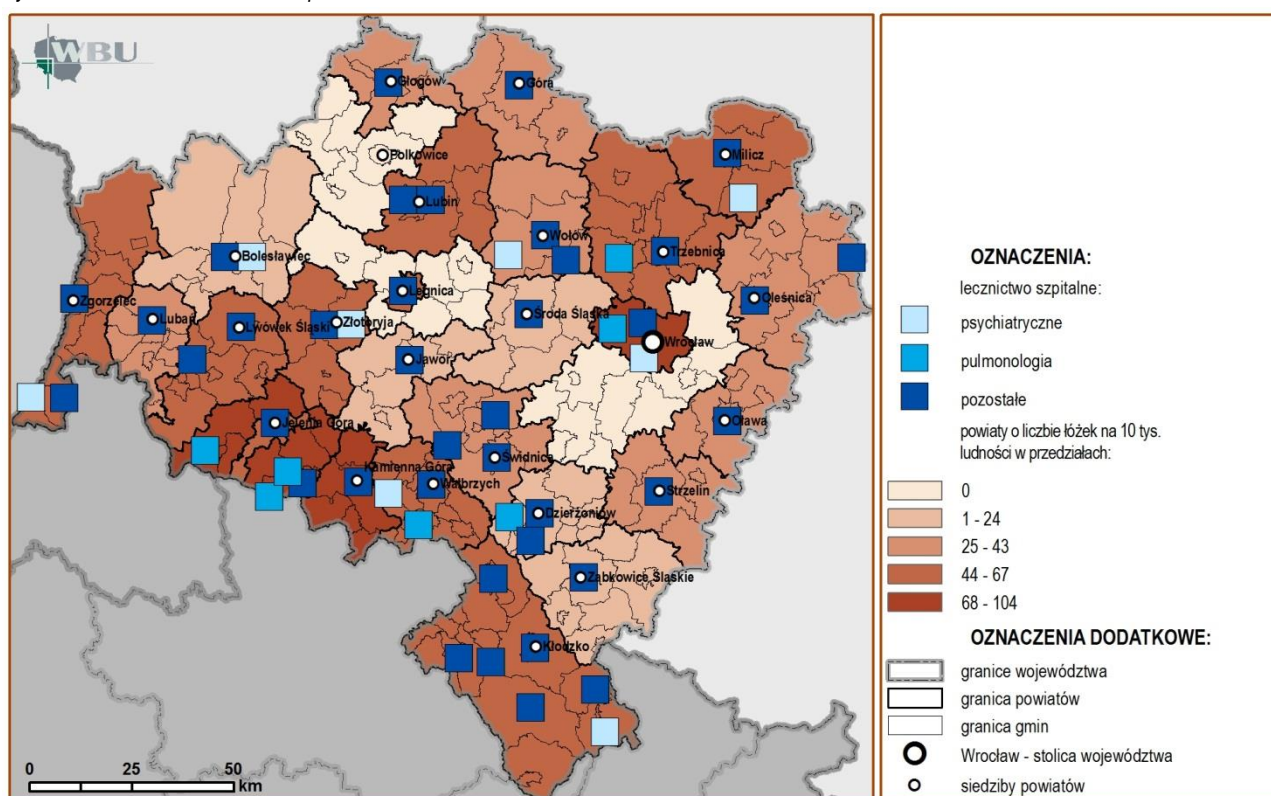 WBU
Głogów
Góra
Polkowice
Milicz
Lubin
Wołów
Trzebnica
Bolesławiec
Legnica
Oleśnica
Zgorzelec
Lubań
Lwówek Śląski
Złotoryja
Środa Śląska
Wrocław
Jawor
Jelenia Góra
Oława
Kamienna Góra
Świdnica
Wałbrzych
Strzelin
Dzierżoniów
Ząbkowice Śląskie
Kłodzko
0 25 50
km
OZNACZENIA:
lecznictwo szpitalne:
psychiatryczne
pulmonologia
pozostałe
powiaty o liczbie łóżek na 10 tys.
ludności w przedziałach:
0
1 - 24
25 - 43
44 - 67
68 - 104
OZNACZENIA DODATKOWE:
granice województwa
granica powiatów
granica gmin
Wrocław - stolica województwa
siedziby powiatów